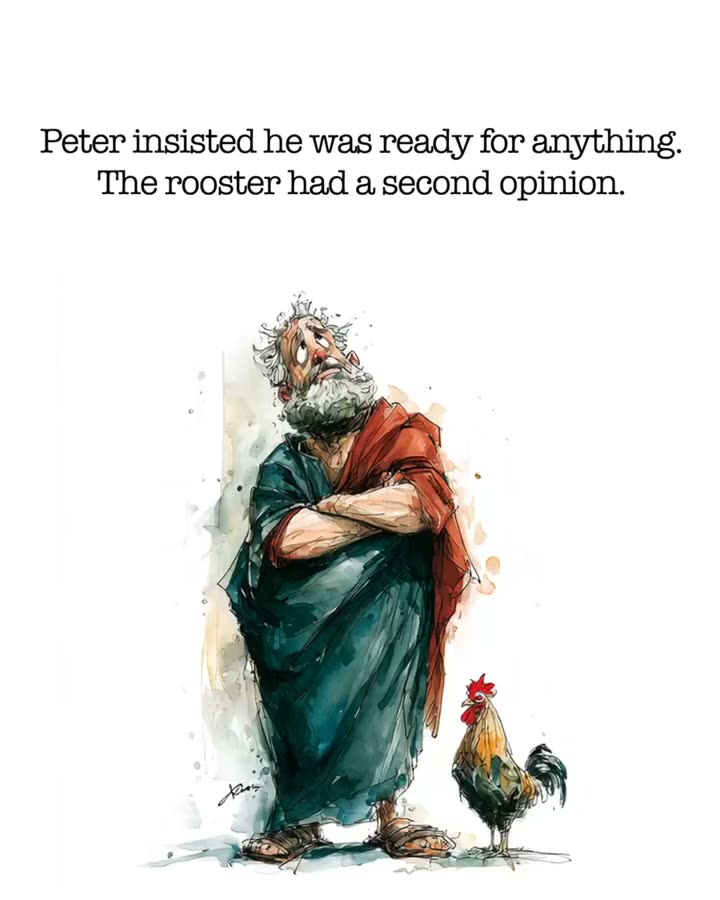 Peter insisted he was ready for anything.
The rooster had a second opinion.